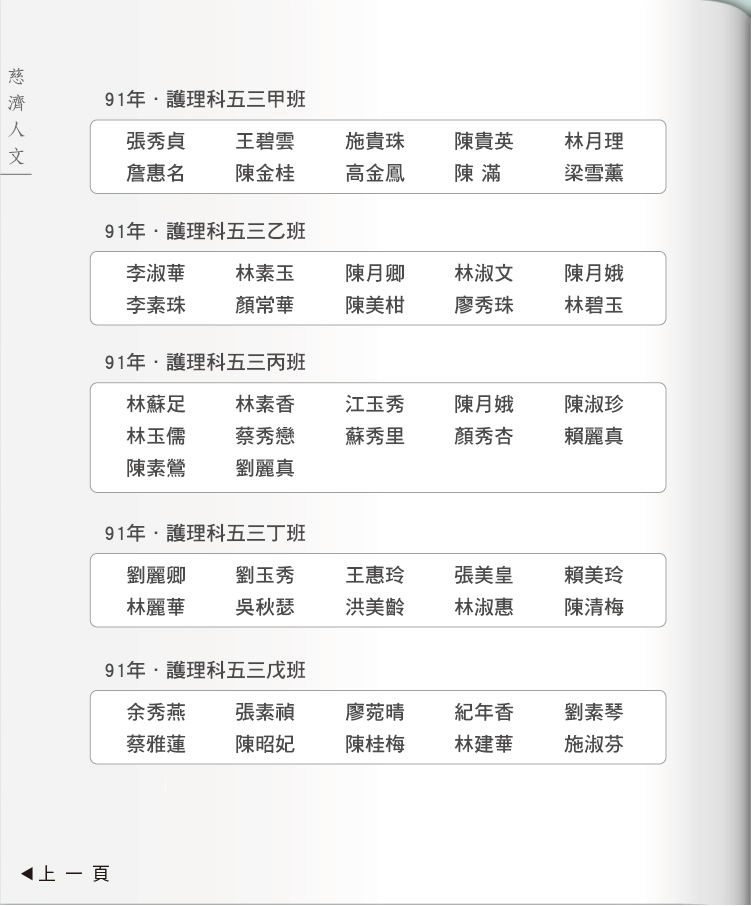 慈濟人文
91年．護理科五三甲班
張秀貞 王碧雲 施貴珠 陳貴英 林月理
詹惠名 陳金桂 高金鳳 陳 滿 梁雪薰
91年．護理科五三乙班
李淑華 林素玉 陳月卿 林淑文 陳月娥
李素珠 顏常華 陳美柑 廖秀珠 林碧玉
91年．護理科五三丙班
林蘇足 林素香 江玉秀 陳月娥 陳淑珍
林玉儒 蔡秀戀 蘇秀里 顏秀杏 賴麗真
陳素鶯 劉麗真
91年．護理科五三丁班
劉麗卿 劉玉秀 王惠玲 張美皇 賴美玲
林麗華 吳秋瑟 洪美齡 林淑惠 陳清梅
91年．護理科五三戊班
余秀燕 張素禎 廖菀晴 紀年香 劉素琴
蔡雅蓮 陳昭妃 陳桂梅 林建華 施淑芬
◀上一頁